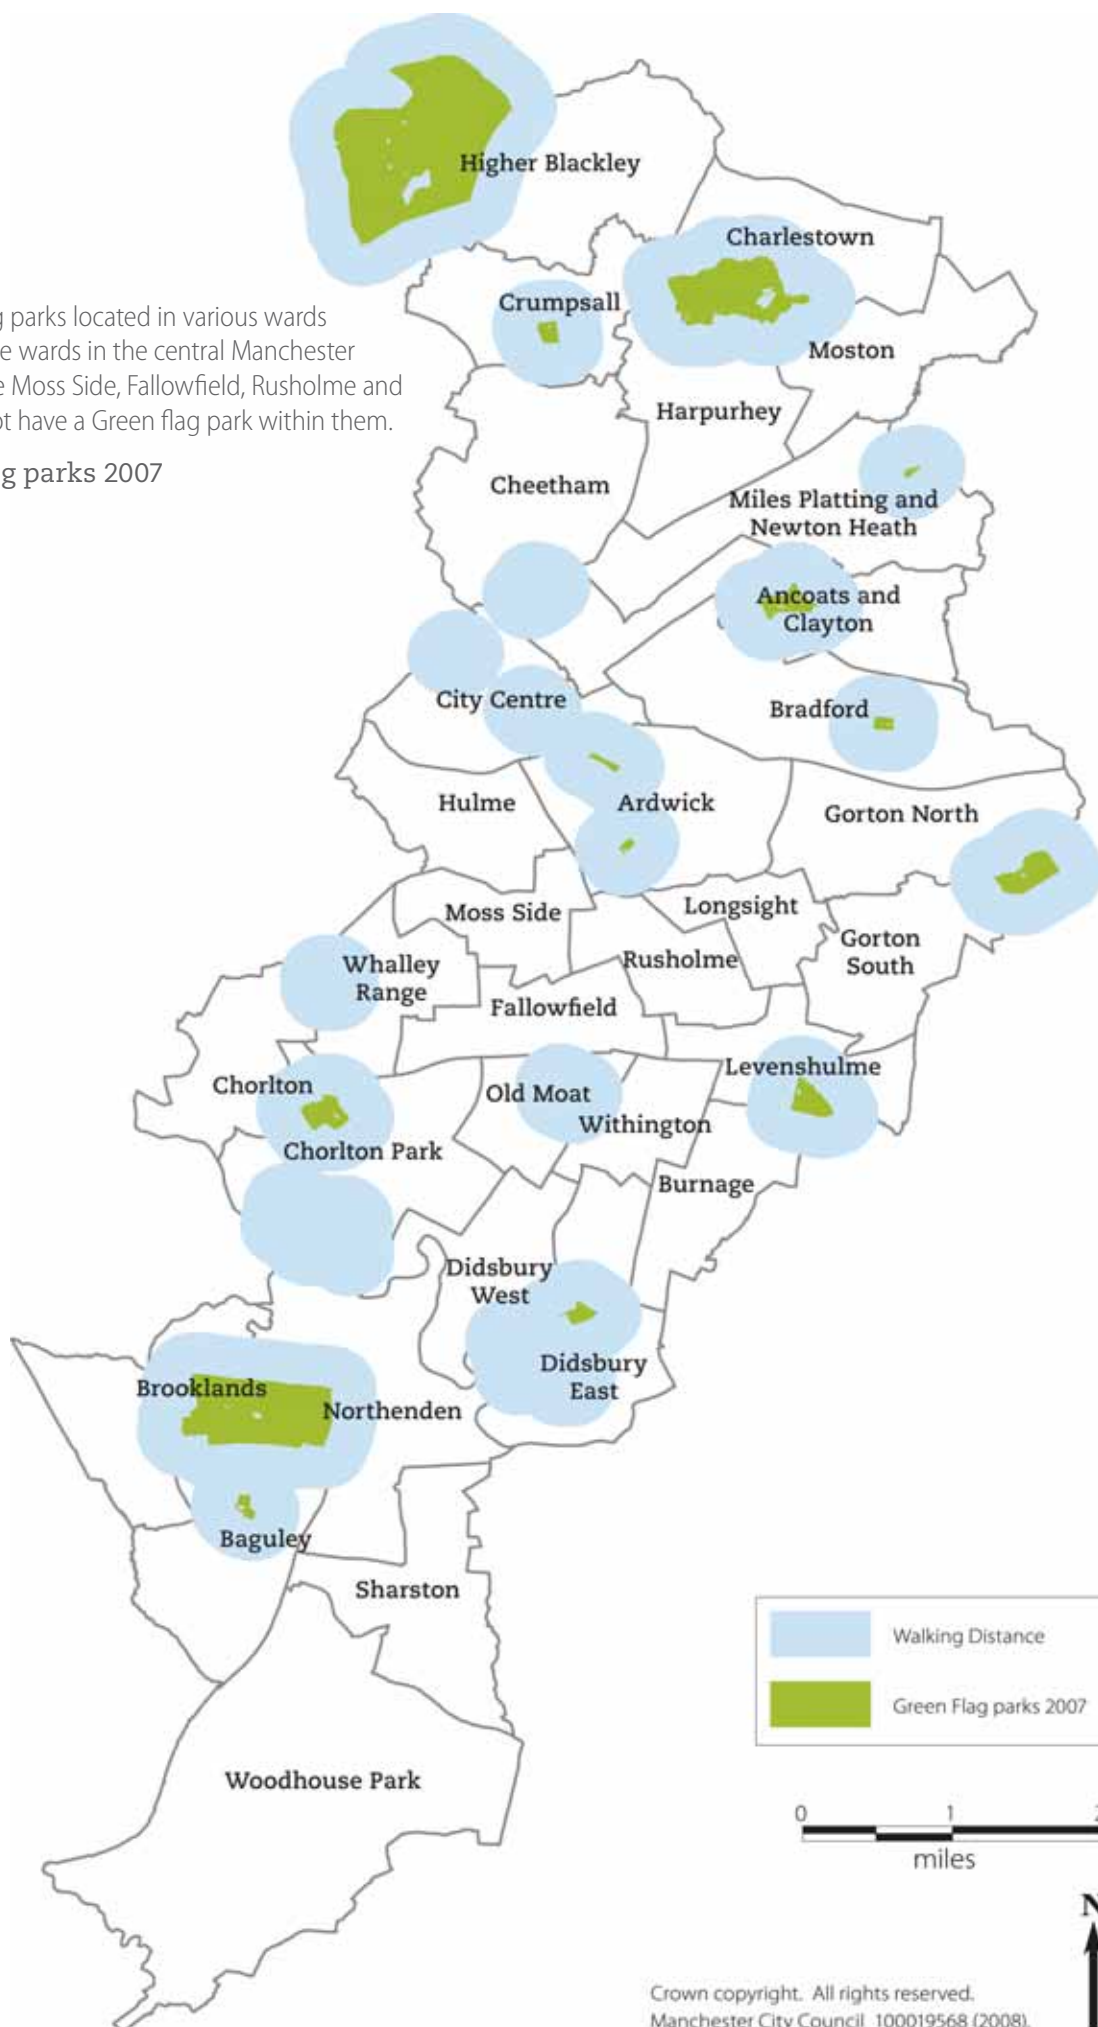 Higher Blackley
Charlestown
Crumpsall
g parks located in various wards
e wards in the central Manchester
e Moss Side, Fallowfield, Rusholme and
ot have a Green flag park within them.
g parks 2007
Moston
Harpurhey
Cheetham
Miles Platting and
Newton Heath
Ancoats and
Clayton
City Centre
Bradford
Hulme
Ardwick
Gorton North
Moss Side
Longsight
Gorton
South
Whalley
Range
Rusholme
Fallowfield
Levenshulme
Chorlton
Old Moat
Withington
Chorlton Park
Burnage
Didsbury
West
Didsbury
East
Brooklands
Northenden
Baguley
Sharston
Walking Distance
Green Flag parks 2007
Woodhouse Park
0 1 2
miles
N
Crown copyright. All rights reserved.
Manchester City Council 100019568 (2008).